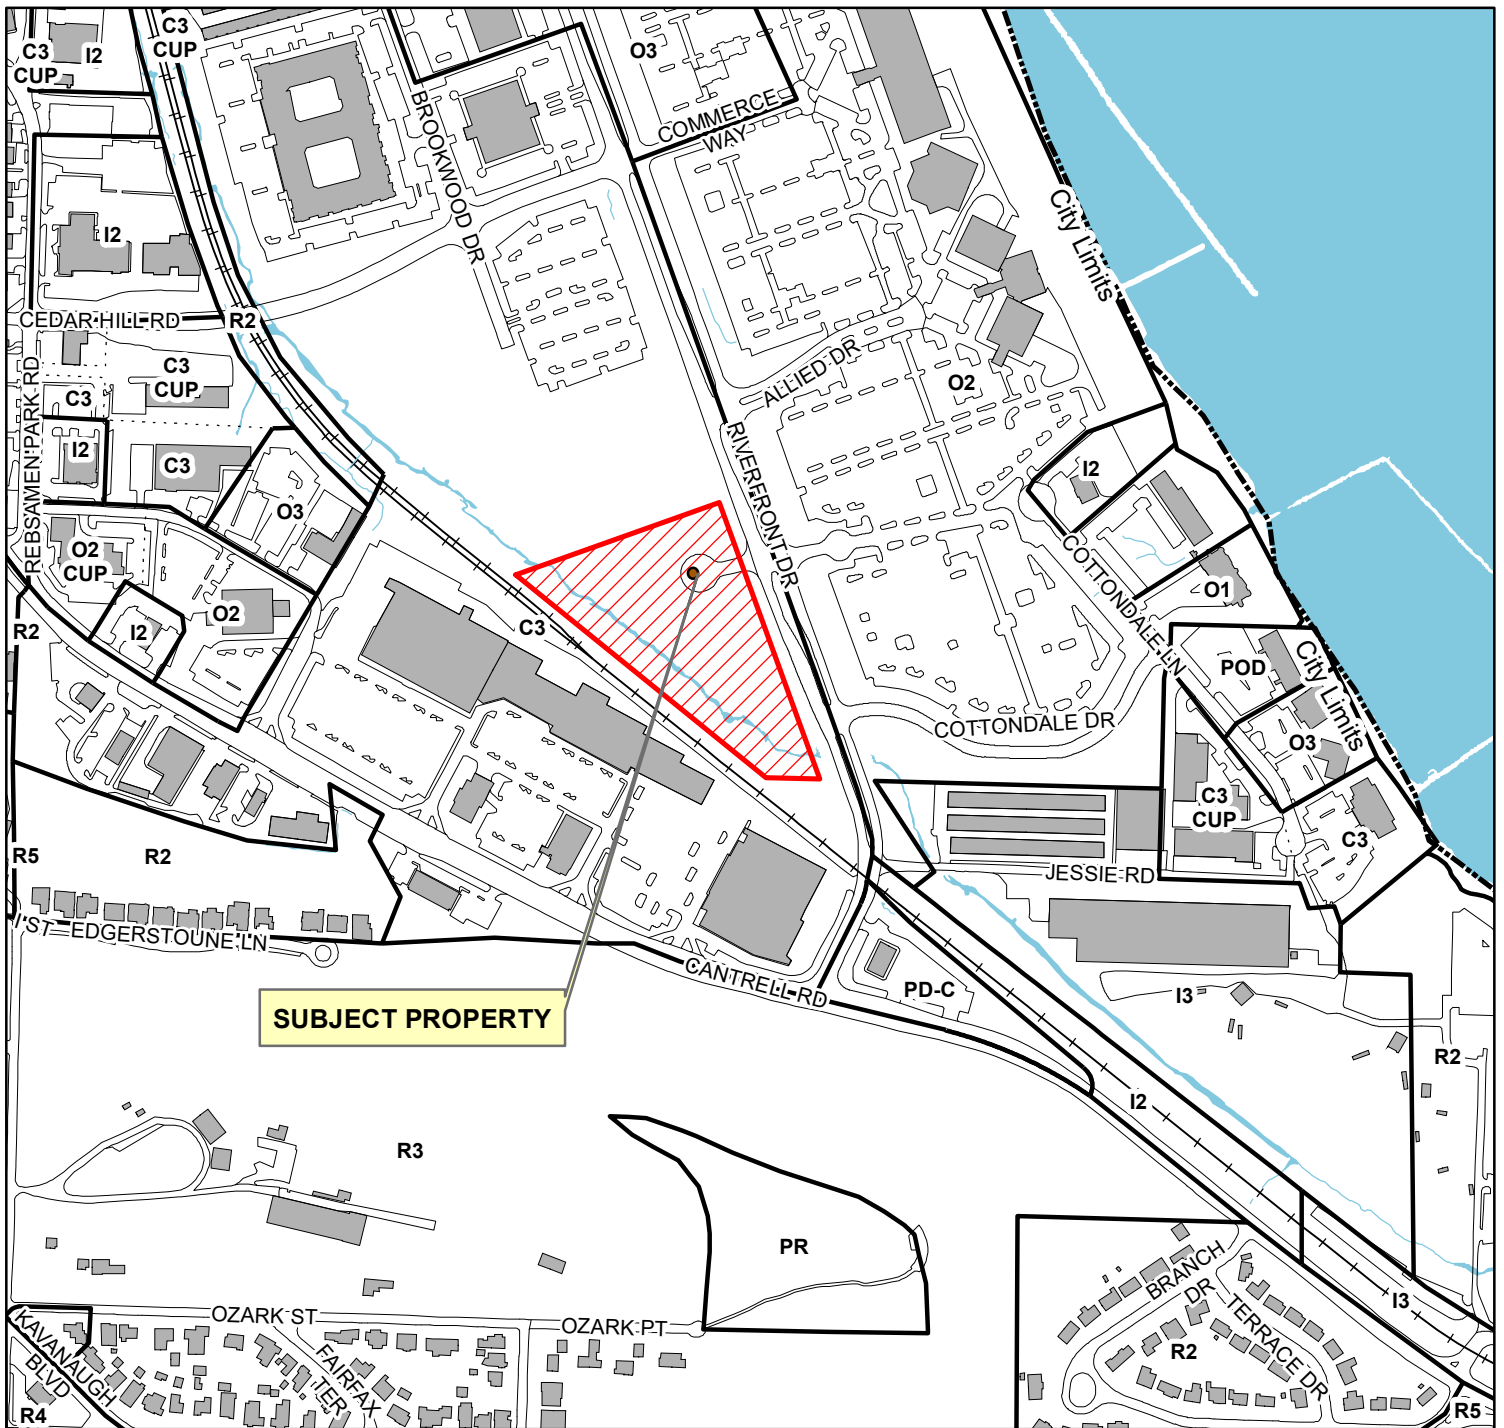 C3
CUP
I2
C3
CUP
O3
COMMERCE
WAY
BROOKWOOD DR
City Limits
I2
CEDAR HILL RD
R2
C3
CUP
C3
REBSAMEN PARK RD
ALLIED DR
O2
I2
C3
RIVERFRONT DR
I2
O3
O2
CUP
COTTONDALE LN
O1
I2
O2
C3
R2
POD
City Limits
COTTONDALE DR
O3
C3
CUP
C3
R5
R2
JESSIE RD
I ST
EDGERSTOUNE LN
CANTRELL RD
PD-C
I3
SUBJECT PROPERTY
R2
I2
R3
PR
BRANCH
DR
TERRACE DR
I3
OZARK ST
OZARK PT
KAVANAUGH
BLVD
FAIRFAX
TER
R2
R4
R5